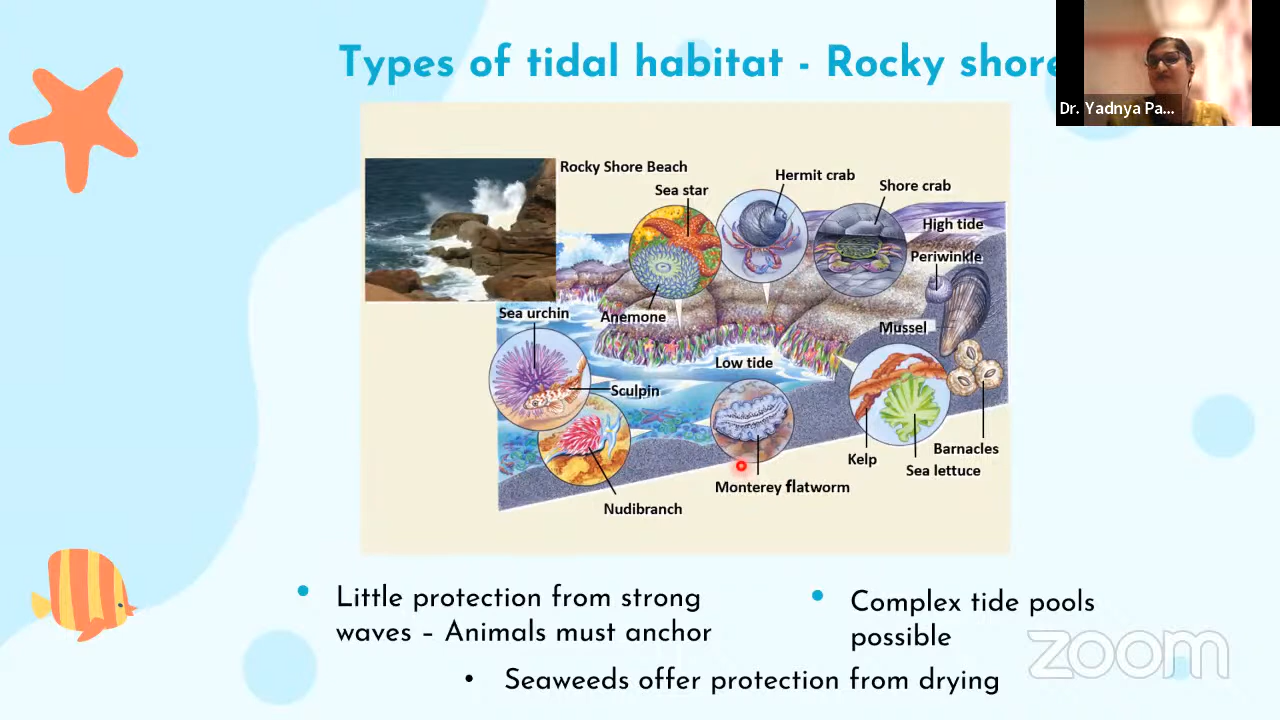 Types of tidal habitat - Rocky shore
Dr. Yadnya Pa...
Rocky Shore Beach
Sea star
Hermit crab
Shore crab
High tide
Periwinkle
Sea urchin
Anemone
Mussel
Low tide
Sculpin
Kelp
Barnacles
Sea lettuce
Monterey flatworm
Nudibranch
• Little protection from strong
waves – Animals must anchor
• Complex tide pools
possible
• Seaweeds offer protection from drying
zoom